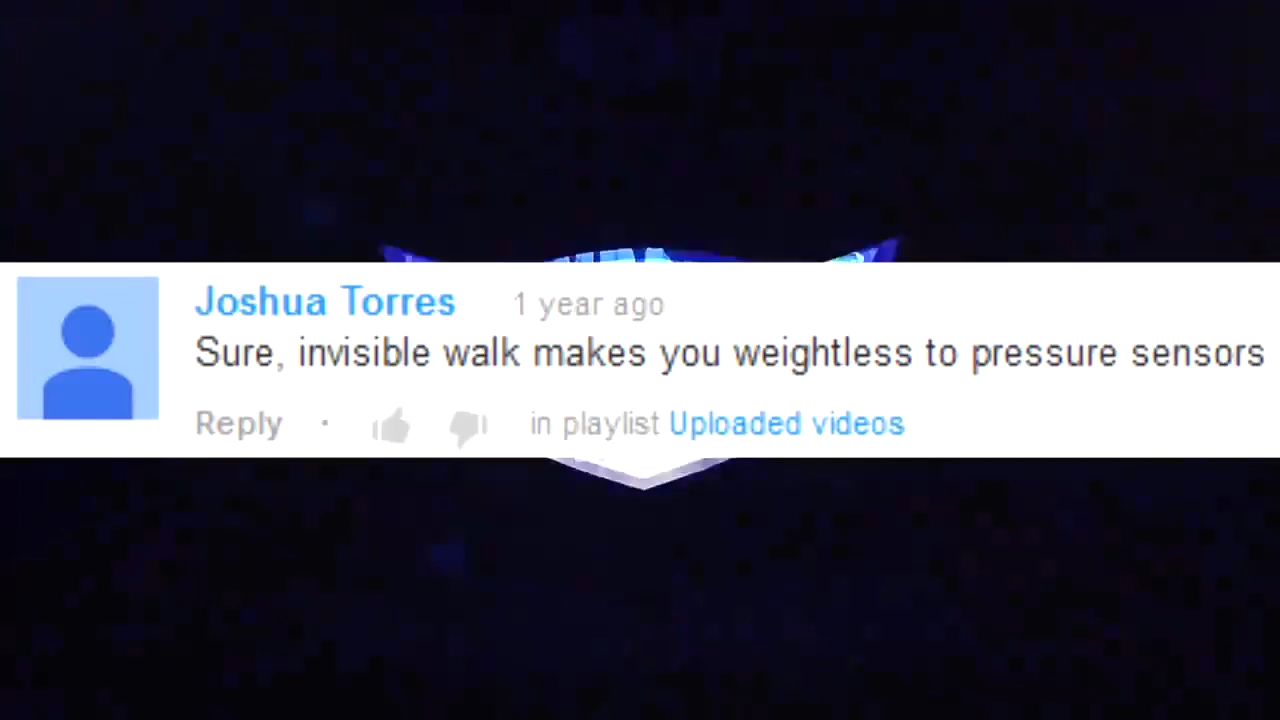 Joshua Torres 1 year ago
Sure, invisible walk makes you weightless to pressure sensors
Reply · in playlist Uploaded videos